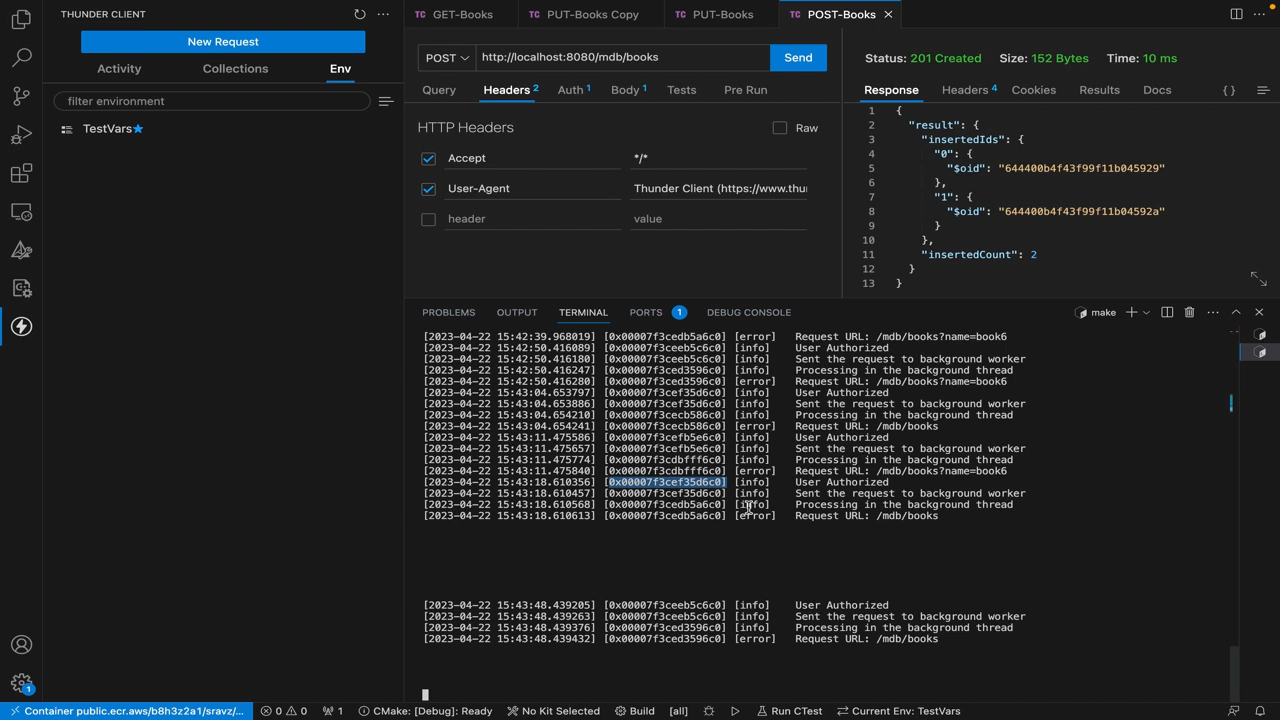 THUNDER CLIENT
New Request
Activity Collections Env
filter environment
TestVars
TC GET-Books TC PUT-Books Copy TC PUT-Books TC POST-Books
POST http://localhost:8080/mdb/books Send
Query Headers 2 Auth 1 Body 1 Tests Pre Run
HTTP Headers Raw
Accept */*
User-Agent Thunder Client (https://www.thu
header value
Status: 201 Created Size: 152 Bytes Time: 10 ms
Response Headers 4 Cookies Results Docs {}
1 {
2 "result": {
3 "insertedIds": {
4 "0": {
5 "$oid": "644400b4f43f99f11b045929"
6 },
7 "1": {
8 "$oid": "644400b4f43f99f11b04592a"
9 }
10 },
11 "insertedCount": 2
12 }
13 }
PROBLEMS OUTPUT TERMINAL PORTS 1 DEBUG CONSOLE make
[2023-04-22 15:42:39.968019] [0x00007f3cedb5a6c0] [error] Request URL: /mdb/books?name=book6
[2023-04-22 15:42:50.416089] [0x00007f3ceeb5c6c0] [info] User Authorized
[2023-04-22 15:42:50.416180] [0x00007f3ceeb5c6c0] [info] Sent the request to background worker
[2023-04-22 15:42:50.416247] [0x00007f3ced3596c0] [info] Processing in the background thread
[2023-04-22 15:42:50.416280] [0x00007f3ced3596c0] [error] Request URL: /mdb/books?name=book6
[2023-04-22 15:43:04.653797] [0x00007f3cee35b6c0] [info] User Authorized
[2023-04-22 15:43:04.653886] [0x00007f3cee35b6c0] [info] Sent the request to background worker
[2023-04-22 15:43:04.654210] [0x00007f3cecb586c0] [info] Processing in the background thread
[2023-04-22 15:43:04.654241] [0x00007f3cecb586c0] [error] Request URL: /mdb/books
[2023-04-22 15:43:11.475586] [0x00007f3cefb5e6c0] [info] User Authorized
[2023-04-22 15:43:11.475657] [0x00007f3cefb5e6c0] [info] Sent the request to background worker
[2023-04-22 15:43:11.475774] [0x00007f3cdbfff6c0] [info] Processing in the background thread
[2023-04-22 15:43:11.475840] [0x00007f3cdbfff6c0] [error] Request URL: /mdb/books?name=book6
[2023-04-22 15:43:18.610356] [0x00007f3cef35d6c0] [info] User Authorized
[2023-04-22 15:43:18.610457] [0x00007f3cef35d6c0] [info] Sent the request to background worker
[2023-04-22 15:43:18.610568] [0x00007f3cedb5a6c0] [info] Processing in the background thread
[2023-04-22 15:43:18.610613] [0x00007f3cedb5a6c0] [error] Request URL: /mdb/books
[2023-04-22 15:43:48.439205] [0x00007f3ceeb5c6c0] [info] User Authorized
[2023-04-22 15:43:48.439263] [0x00007f3ceeb5c6c0] [info] Sent the request to background worker
[2023-04-22 15:43:48.439376] [0x00007f3ced3596c0] [info] Processing in the background thread
[2023-04-22 15:43:48.439432] [0x00007f3ced3596c0] [error] Request URL: /mdb/books
1
Container public.ecr.aws/b8h3z2a1/sravz/... 0 0 1 CMake: [Debug]: Ready No Kit Selected Build [all] Run CTest Current Env: TestVars